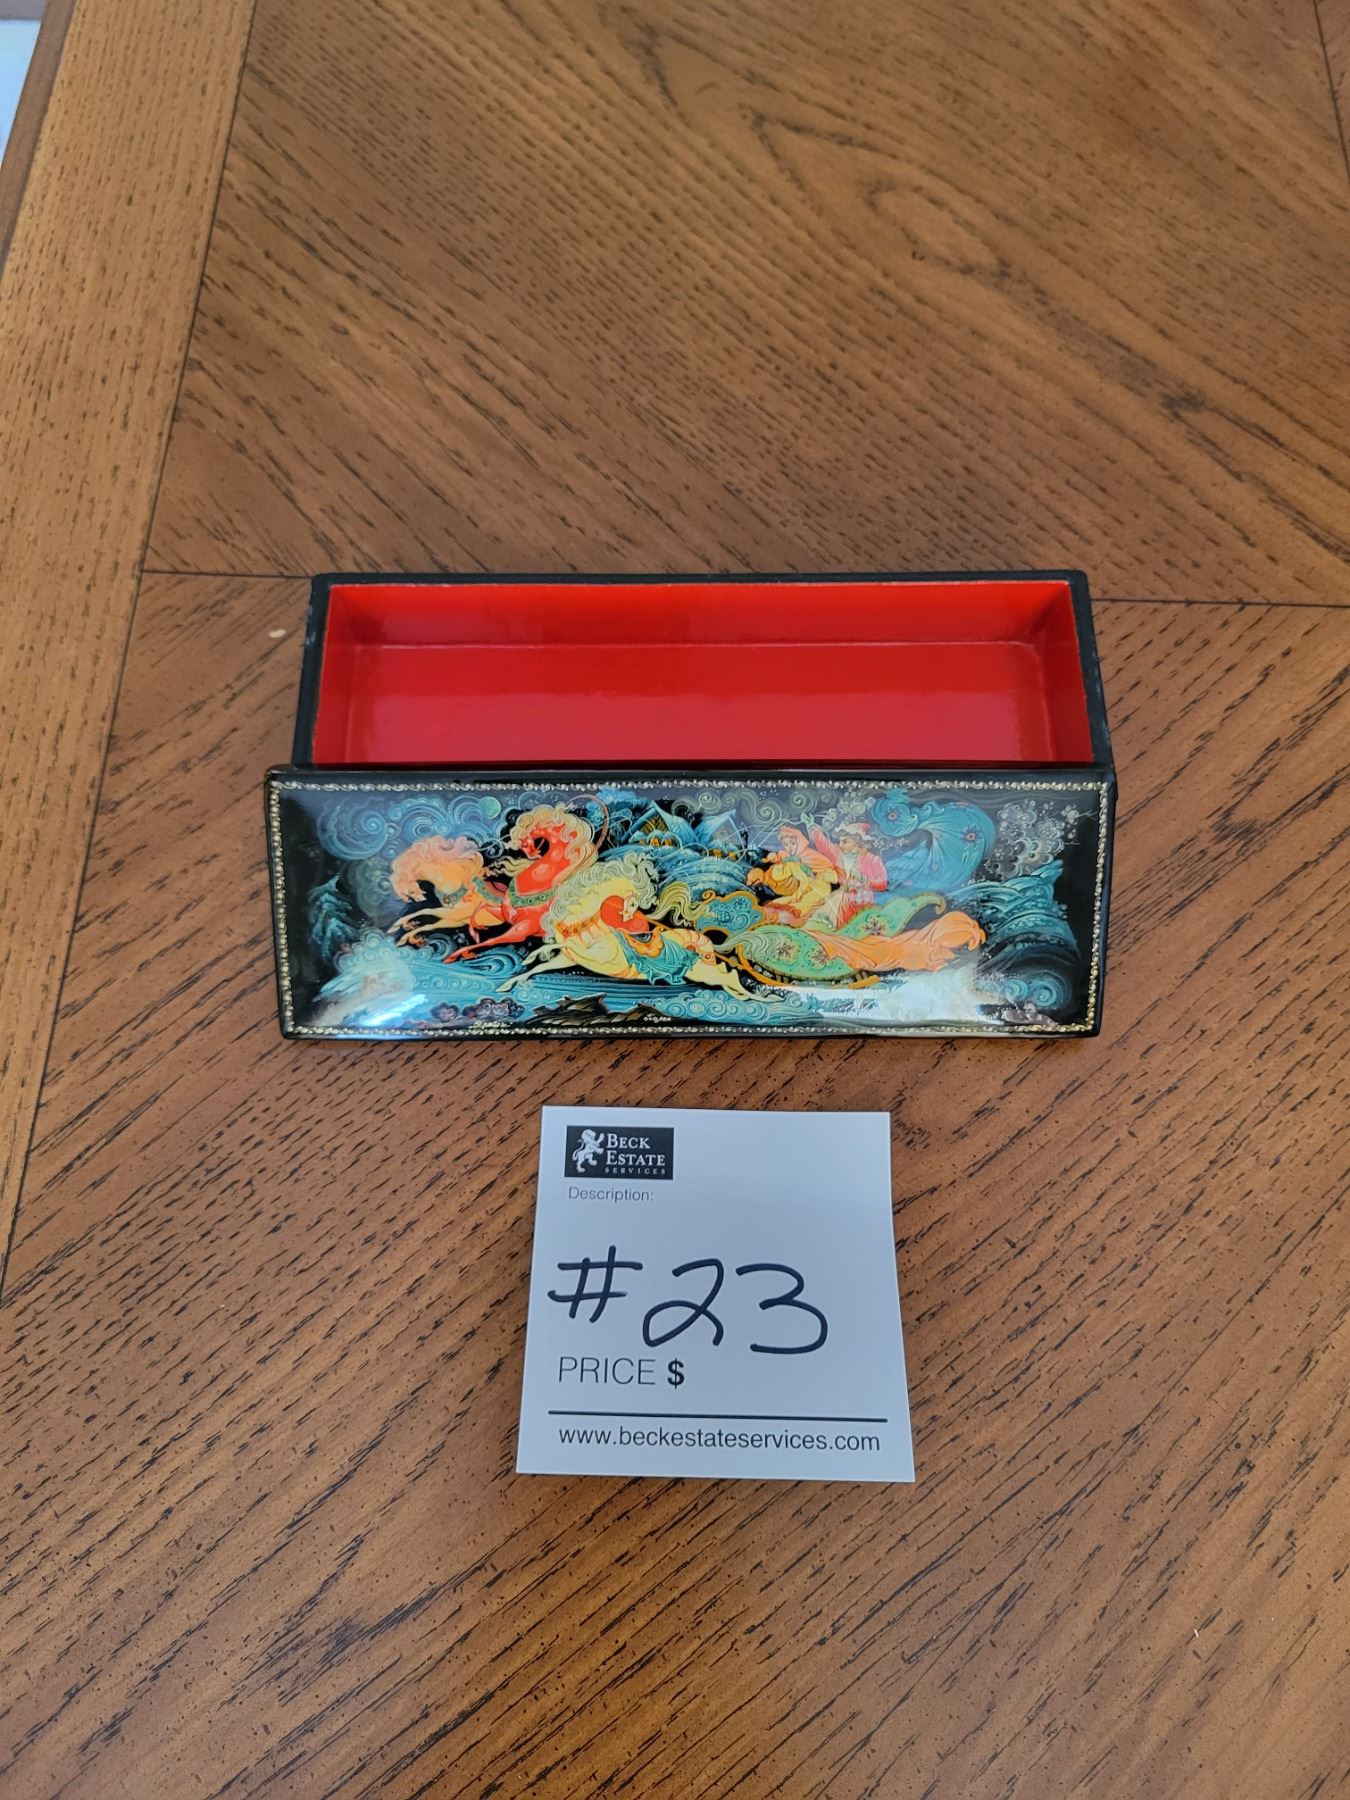 BECK
ESTATE
SERVICES
Description:
#23
PRICE $
www.beckestateservices.com